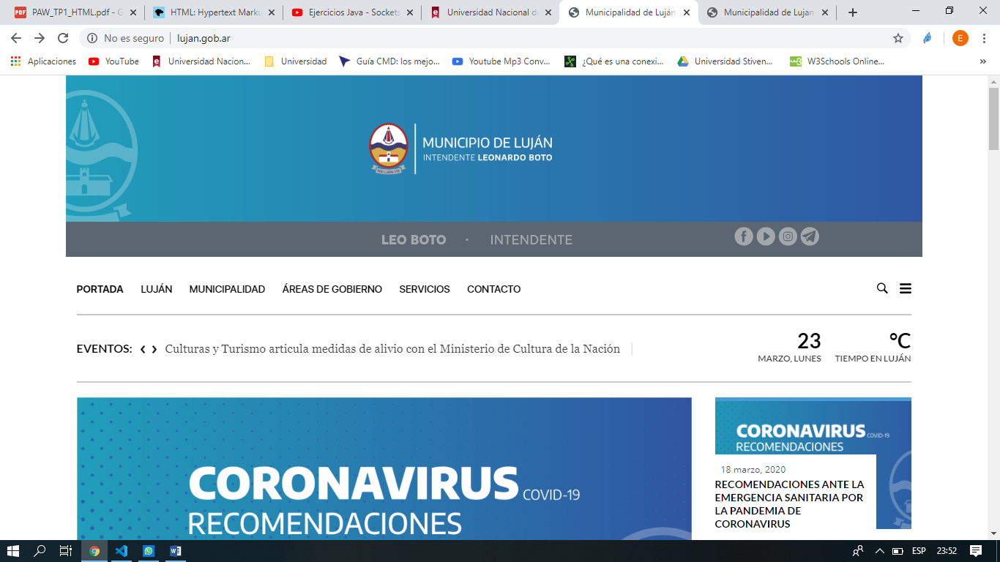 PAW_TP1_HTML.pdf - G
HTML: Hypertext Marku
Ejercicios Java - Sockets
Universidad Nacional d
Municipalidad de Luján
Municipalidad de Lujan
No es seguro
lujan.gob.ar
E
Aplicaciones
YouTube
Universidad Nacion...
Universidad
Guía CMD: los mejo...
Youtube Mp3 Conv...
¿Qué es una conexi...
Universidad Stiven...
W3Schools Online...
»
MUNICIPIO DE LUJÁN
INTENDENTE LEONARDO BOTO
LEO BOTO · INTENDENTE
PORTADA LUJÁN MUNICIPALIDAD ÁREAS DE GOBIERNO SERVICIOS CONTACTO
EVENTOS: Culturas y Turismo articula medidas de alivio con el Ministerio de Cultura de la Nación
23
MARZO, LUNES
°C
TIEMPO EN LUJÁN
CORONAVIRUS COVID-19
RECOMENDACIONES
CORONAVIRUS COVID-19
RECOMENDACIONES
18 marzo, 2020
RECOMENDACIONES ANTE LA
EMERGENCIA SANITARIA POR
LA PANDEMIA DE
CORONAVIRUS
ESP
23:52